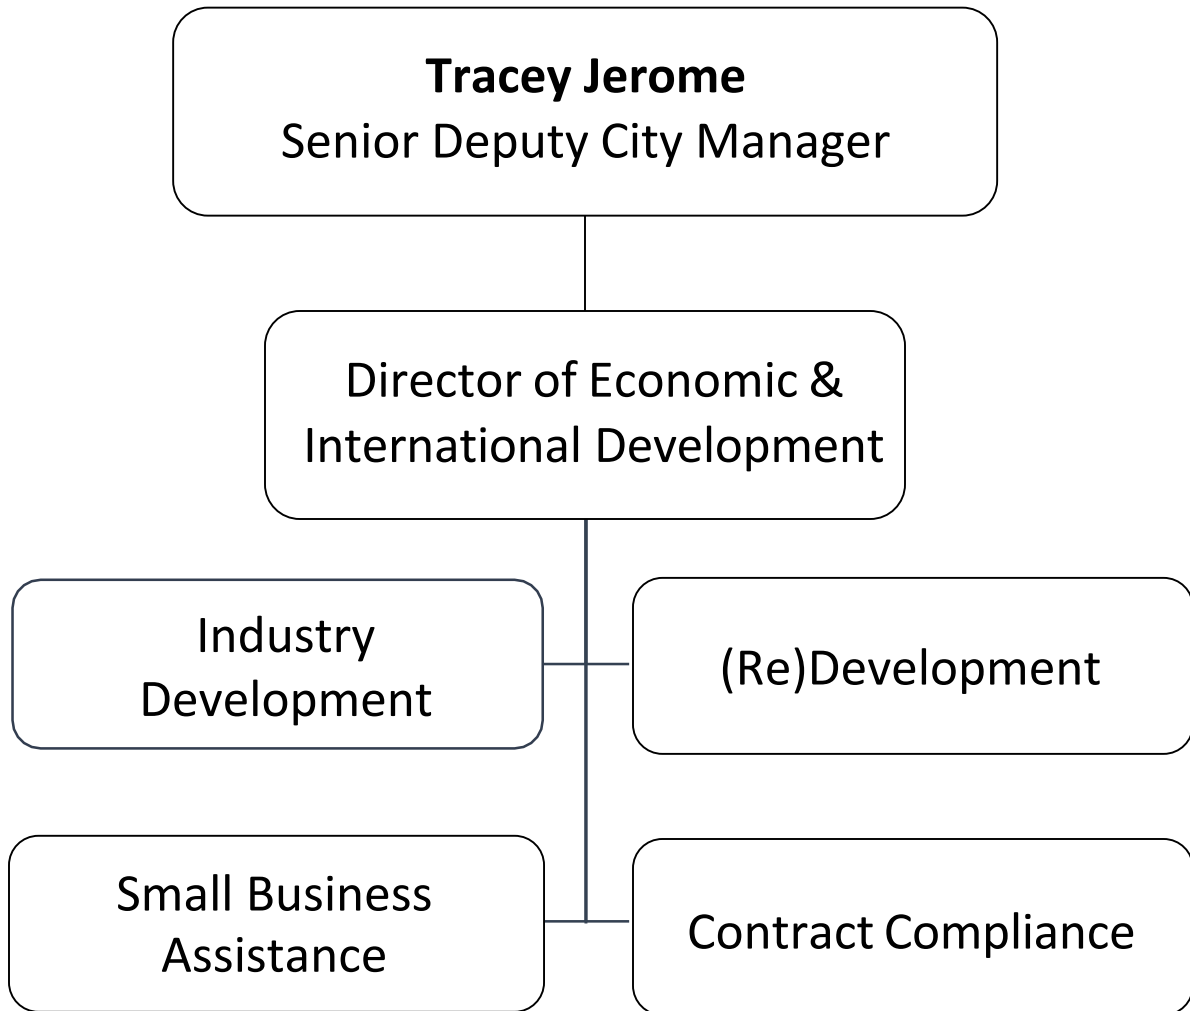 Tracey Jerome
Senior Deputy City Manager
Director of Economic &
International Development
Industry
Development
(Re)Development
Small Business
Assistance
Contract Compliance